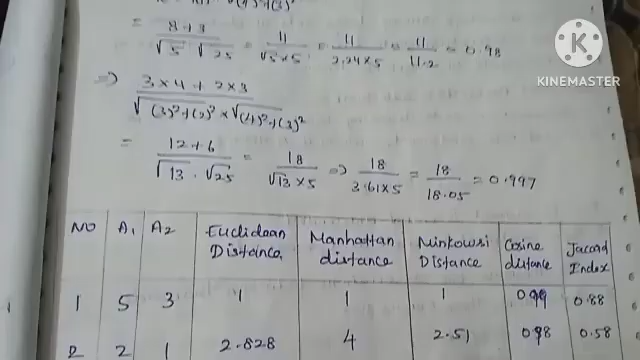 = 8+3 / √5 √25 = 11 / √5×5 = 11 / 2.24×5 = 11 / 11.2 = 0.98
KINEMASTER
⇒ 3×4 + 2×3 / √(3)²+(2)² × √(4)²+(3)²
= 12+6 / √13 · √25 = 18 / √13 ×5 ⇒ 18 / 3.61×5 = 18 / 18.05 = 0.997
NO A1 A2 Euclidean Distance Manhattan distance Minkowsi Distance Cosine distance Jaccad Index
1 5 3 1 1 1 0.99 0.88
2 2 1 2.828 4 2.51 0.98 0.58